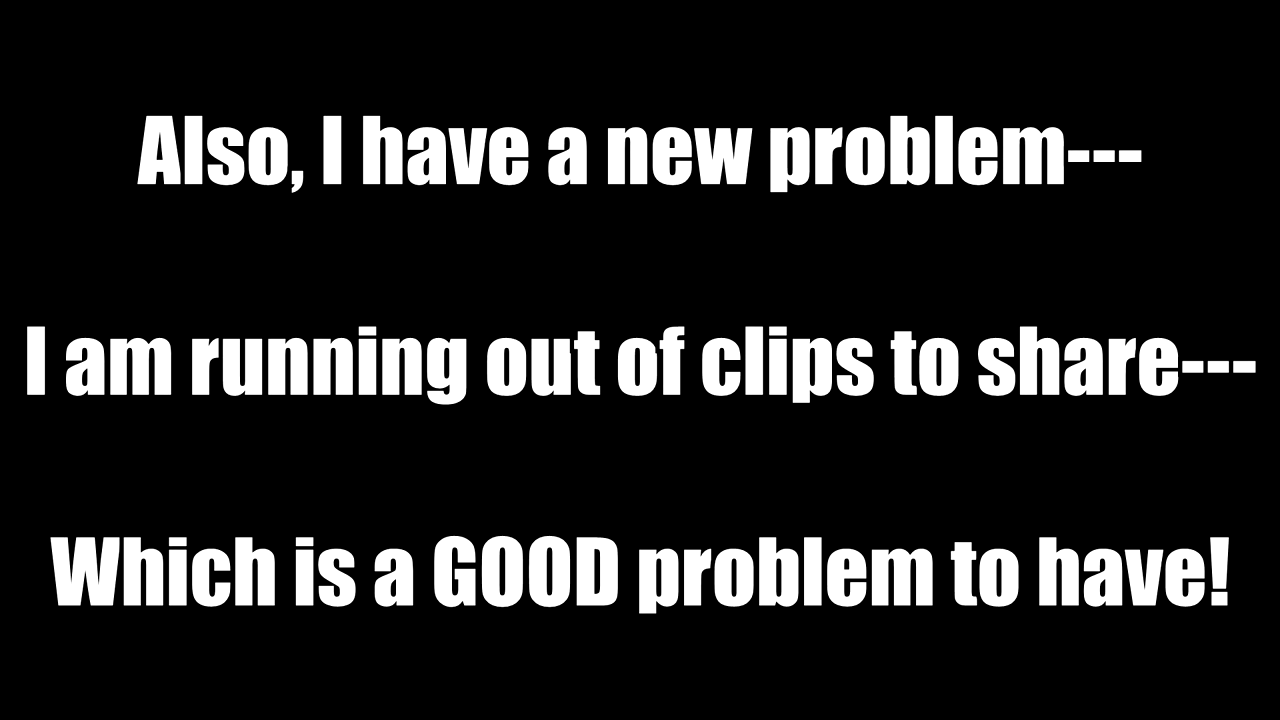 Also, I have a new problem---
I am running out of clips to share---
Which is a GOOD problem to have!